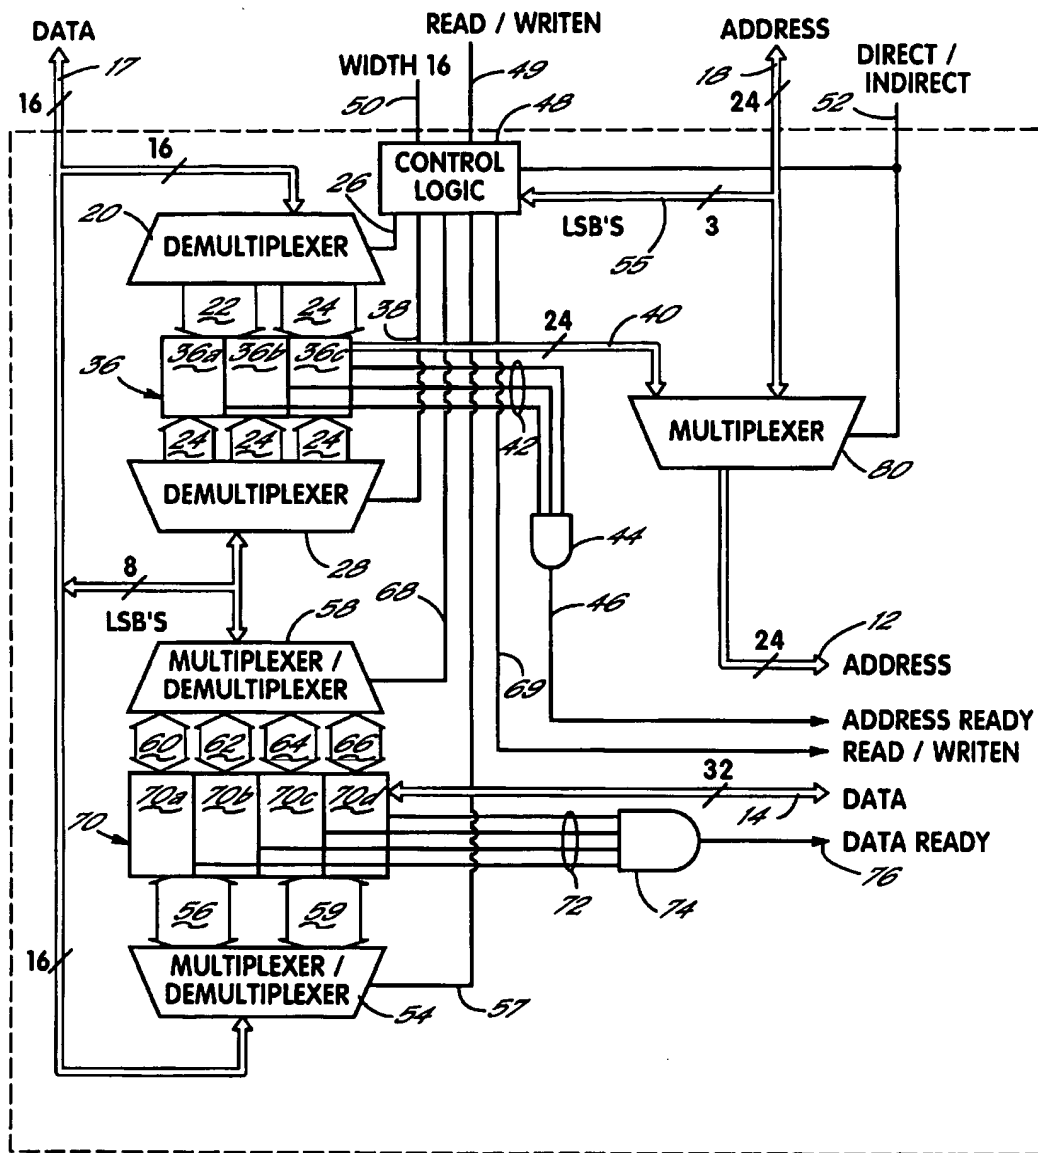 DATA
READ / WRITEN
ADDRESS
17
WIDTH 16
49
18
DIRECT /
INDIRECT
16
50
48
24
52
16
CONTROL
LOGIC
26
20
DEMULTIPLEXER
LSB'S
3
55
22
24
38
24
40
36
36a
36b
36c
42
MULTIPLEXER
80
24
24
24
DEMULTIPLEXER
28
44
8
LSB'S
58
68
46
12
MULTIPLEXER /
DEMULTIPLEXER
24
ADDRESS
69
60
62
64
66
ADDRESS READY
READ / WRITEN
70
70a
70b
70c
70d
32
14
DATA
72
74
DATA READY
76
56
59
16
MULTIPLEXER /
DEMULTIPLEXER
54
57